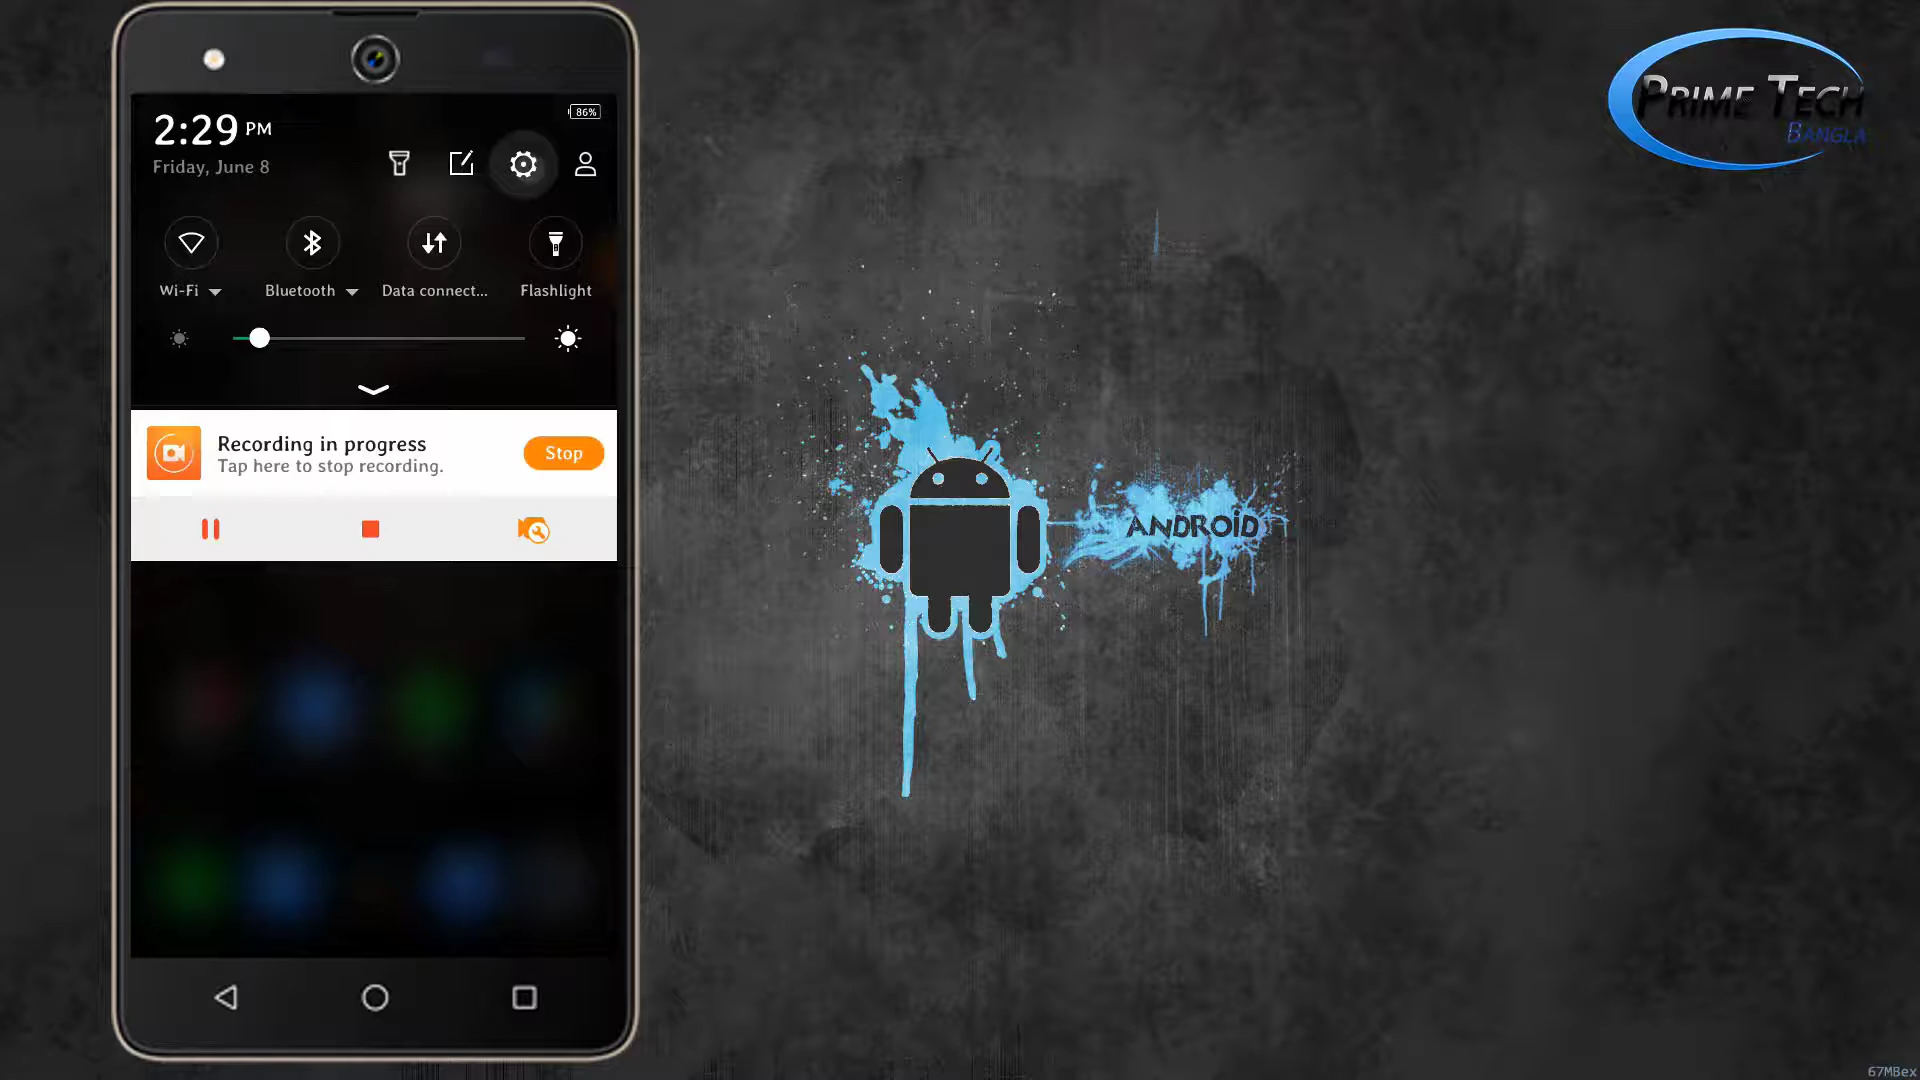 PRIME TECH
BANGLA
86%
2:29 PM
Friday, June 8
Wi-Fi
Bluetooth
Data connect...
Flashlight
Recording in progress
Tap here to stop recording.
Stop
ANDROID
67MBex